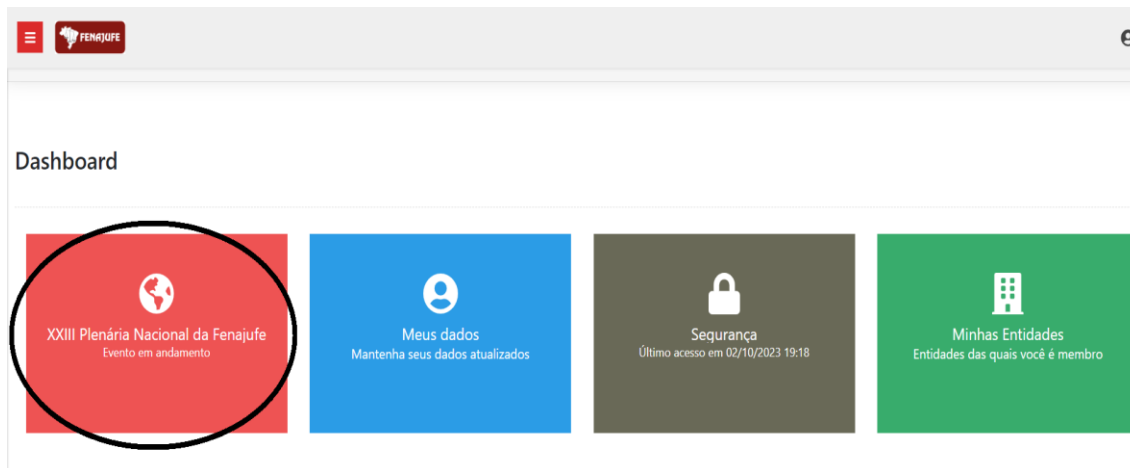 FENAJUFE
Dashboard
XXIII Plenária Nacional da Fenajufe
Evento em andamento
Meus dados
Mantenha seus dados atualizados
Segurança
Último acesso em 02/10/2023 19:18
Minhas Entidades
Entidades das quais você é membro